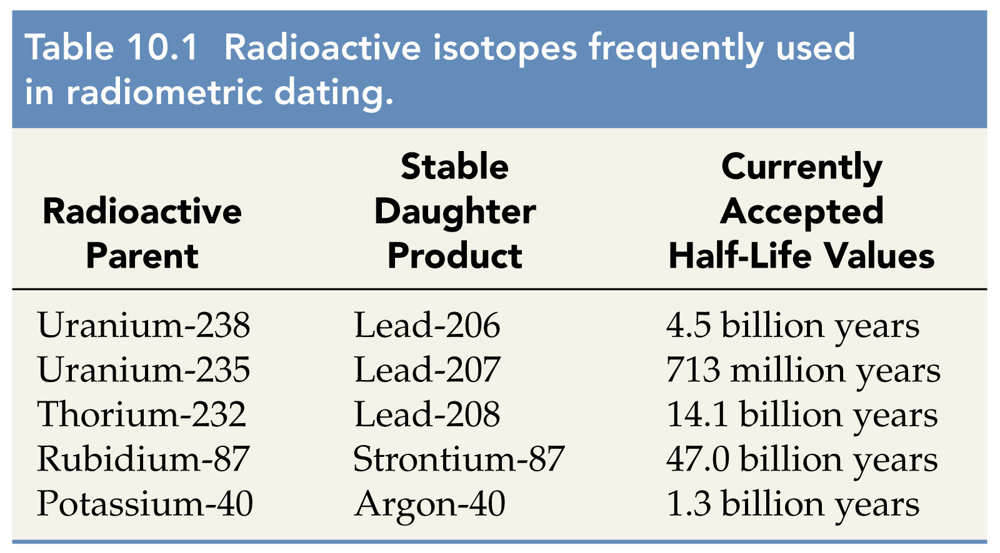 Table 10.1 Radioactive isotopes frequently used
in radiometric dating.
Radioactive
Parent
Stable
Daughter
Product
Currently
Accepted
Half-Life Values
Uranium-238 Lead-206 4.5 billion years
Uranium-235 Lead-207 713 million years
Thorium-232 Lead-208 14.1 billion years
Rubidium-87 Strontium-87 47.0 billion years
Potassium-40 Argon-40 1.3 billion years